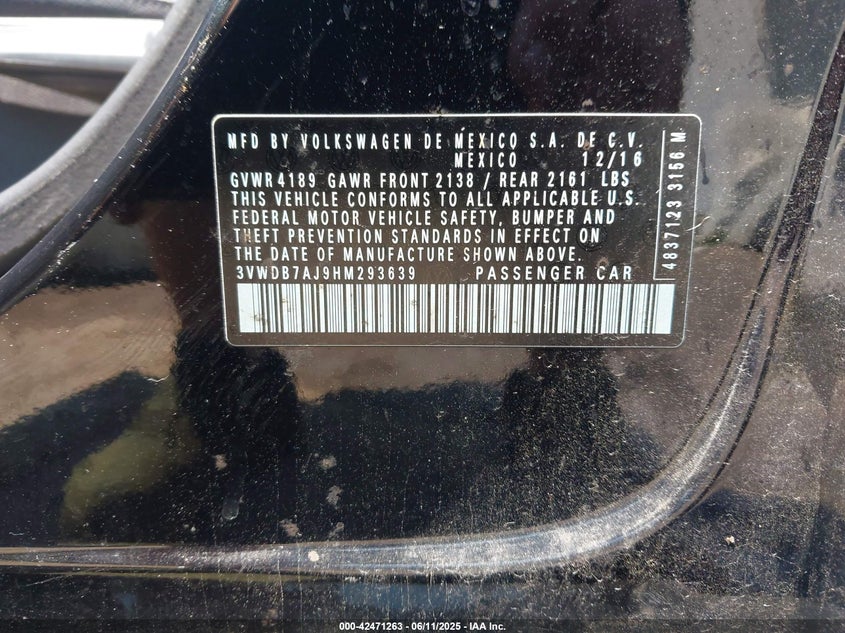 MFD BY VOLKSWAGEN DE MEXICO S.A. DE C.V.
MEXICO 12/16
GVWR 4189 GAWR FRONT 2138 / REAR 2161 LBS
THIS VEHICLE CONFORMS TO ALL APPLICABLE U.S.
FEDERAL MOTOR VEHICLE SAFETY, BUMPER AND
THEFT PREVENTION STANDARDS IN EFFECT ON
THE DATE OF MANUFACTURE SHOWN ABOVE.
3VWDB7AJ9HM293639 PASSENGER CAR
4837123 3156 M
000-42471263 - 06/11/2025 - IAA Inc.